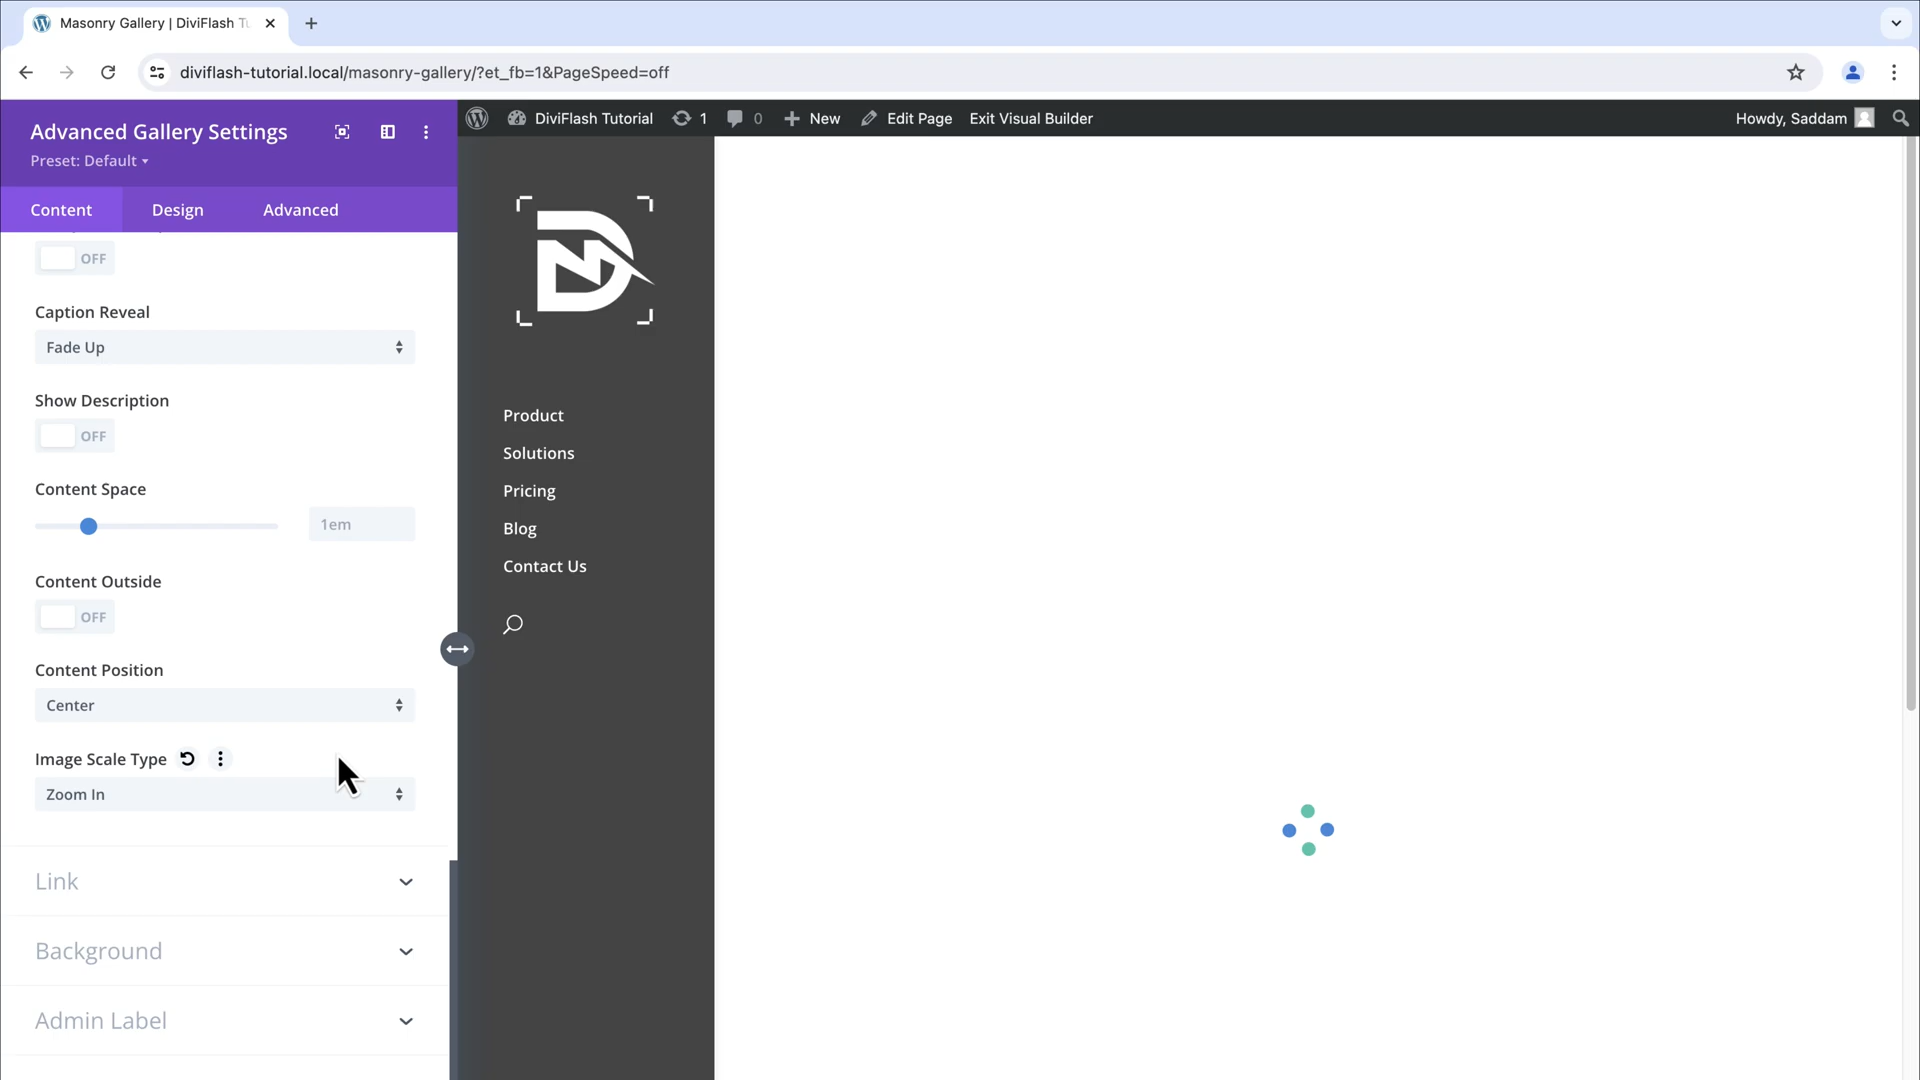 Masonry Gallery | DiviFlash Tu
diviflash-tutorial.local/masonry-gallery/?et_fb=1&PageSpeed=off
Advanced Gallery Settings
Preset: Default
Content Design Advanced
OFF
Caption Reveal
Fade Up
Show Description
OFF
Content Space
1em
Content Outside
OFF
Content Position
Center
Image Scale Type
Zoom In
Link
Background
Admin Label
DiviFlash Tutorial 1 0 New Edit Page Exit Visual Builder Howdy, Saddam
Product
Solutions
Pricing
Blog
Contact Us